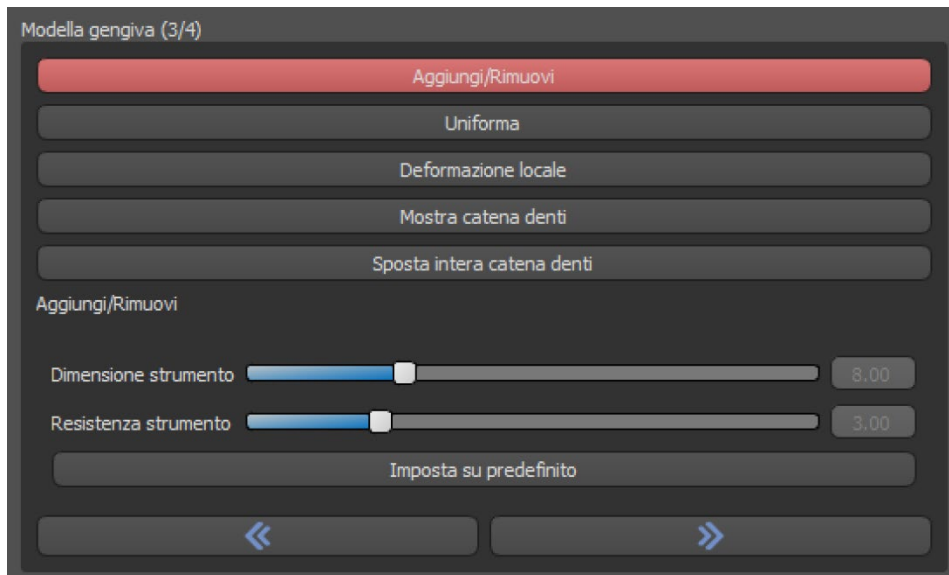 Modella gengiva (3/4)
Aggiungi/Rimuovi
Uniforma
Deformazione locale
Mostra catena denti
Sposta intera catena denti
Aggiungi/Rimuovi
Dimensione strumento 8.00
Resistenza strumento 3.00
Imposta su predefinito